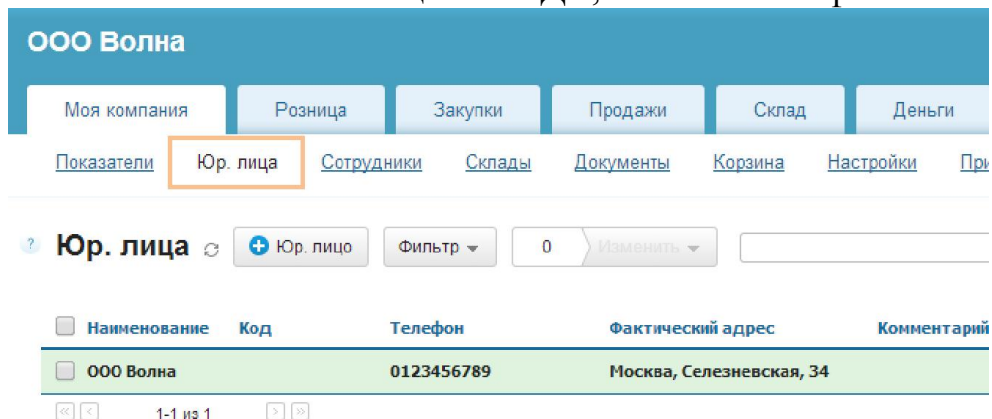 ООО Волна
Моя компания Розница Закупки Продажи Склад Деньги
Показатели Юр. лица Сотрудники Склады Документы Корзина Настройки
? Юр. лица Юр. лицо Фильтр 0 Изменить
Наименование Код Телефон Фактический адрес Комментарий
ООО Волна 0123456789 Москва, Селезневская, 34
1-1 из 1